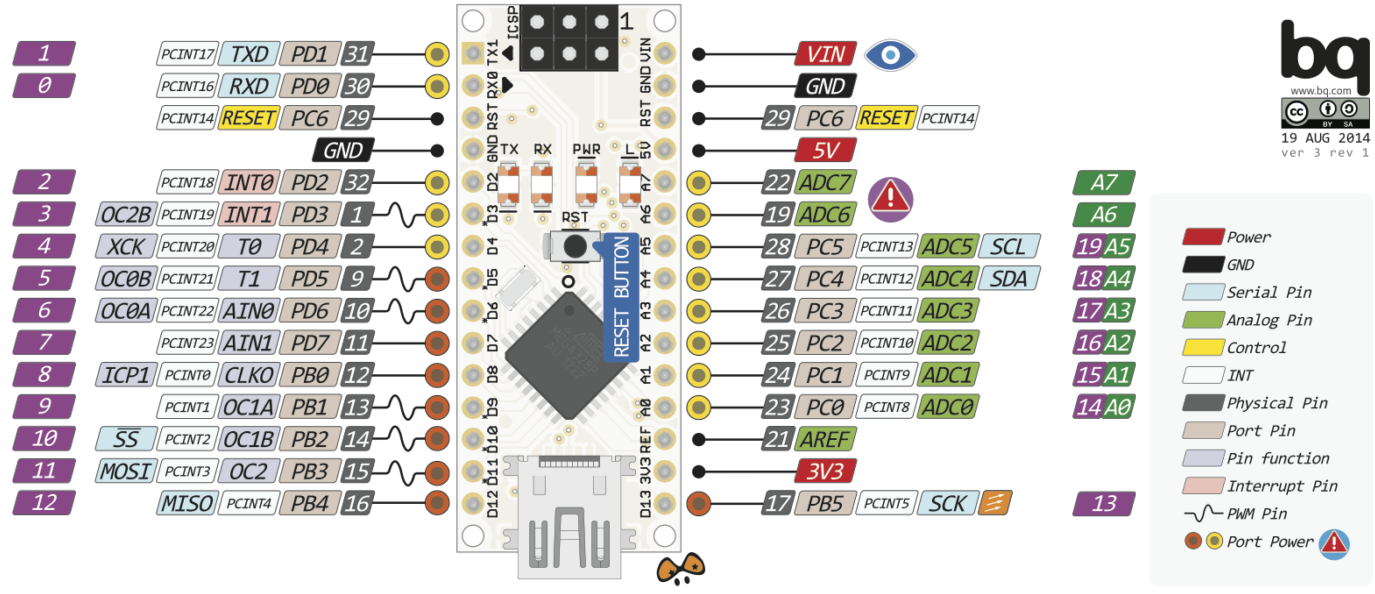 ICSP 1
bq
www.bq.com
cc BY SA
19 AUG 2014
ver 3 rev 1
1 PCINT17 TXD PD1 31 TX1 VIN VIN
0 PCINT16 RXD PD0 30 RX0 GND GND
PCINT14 RESET PC6 29 RST RST 29 PC6 RESET PCINT14
GND GND 5V 5V
TX RX PWR L
2 PCINT18 INT0 PD2 32 D2 A7 22 ADC7 A7
3 OC2B PCINT19 INT1 PD3 1 *D3 A6 19 ADC6 A6
RST
4 XCK PCINT20 T0 PD4 2 D4 A5 28 PC5 PCINT13 ADC5 SCL 19 A5
RESET BUTTON
5 OC0B PCINT21 T1 PD5 9 *D5 A4 27 PC4 PCINT12 ADC4 SDA 18 A4
6 OC0A PCINT22 AIN0 PD6 10 *D6 A3 26 PC3 PCINT11 ADC3 17 A3
7 PCINT23 AIN1 PD7 11 D7 A2 25 PC2 PCINT10 ADC2 16 A2
8 ICP1 PCINT0 CLKO PB0 12 D8 A1 24 PC1 PCINT9 ADC1 15 A1
9 PCINT1 OC1A PB1 13 *D9 A0 23 PC0 PCINT8 ADC0 14 A0
10 SS PCINT2 OC1B PB2 14 *D10 REF 21 AREF
11 MOSI PCINT3 OC2 PB3 15 *D11 3V3 3V3
12 MISO PCINT4 PB4 16 D12 D13 17 PB5 PCINT5 SCK 13
Power
GND
Serial Pin
Analog Pin
Control
INT
Physical Pin
Port Pin
Pin function
Interrupt Pin
PWM Pin
Port Power